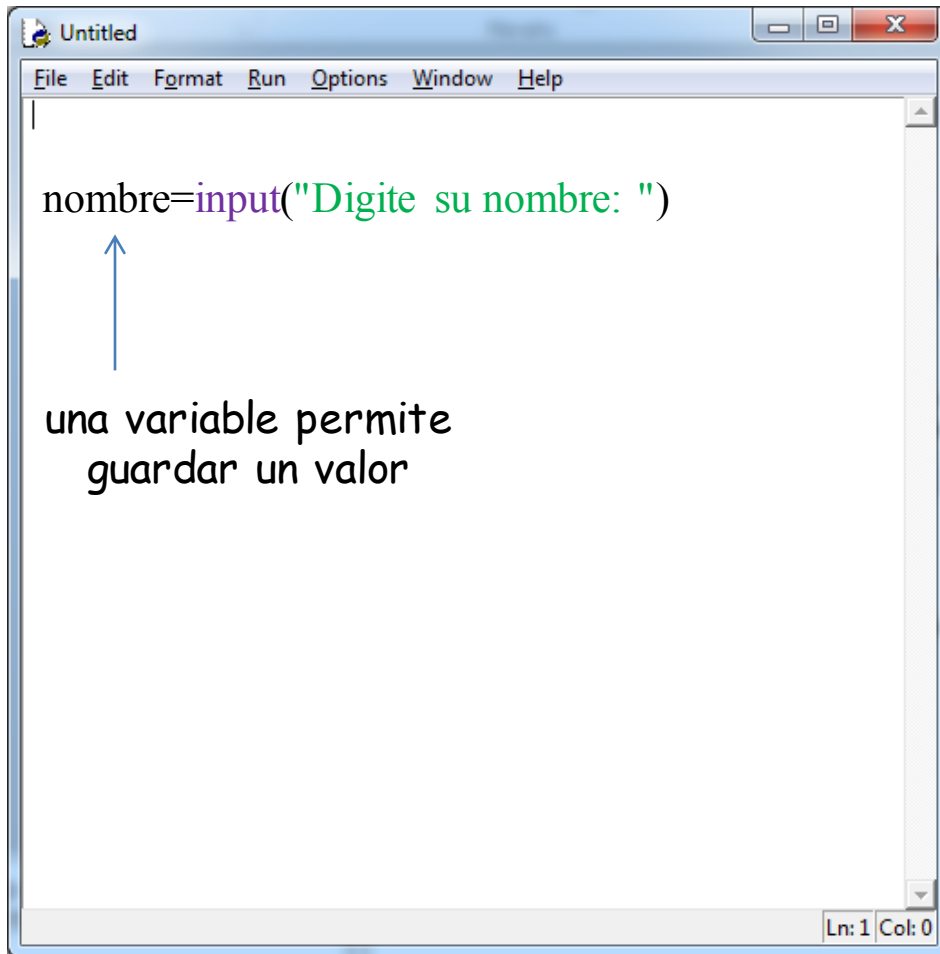 Untitled
File Edit Format Run Options Window Help
nombre=input("Digite su nombre: ")
una variable permite
guardar un valor
Ln: 1 Col: 0